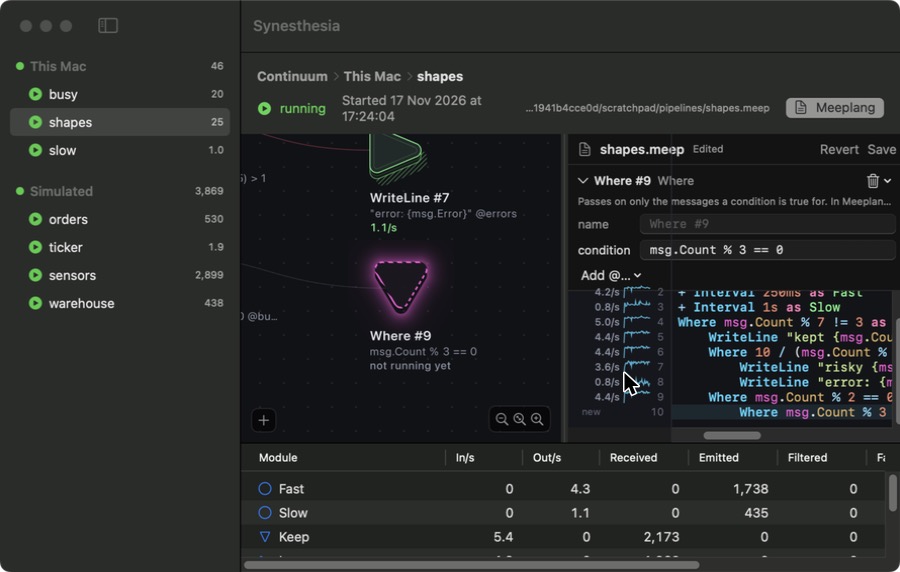 Synesthesia
This Mac 46
busy 20
shapes 25
slow 1.0
Simulated 3,869
orders 530
ticker 1.9
sensors 2,899
warehouse 438
Continuum > This Mac > shapes
running
Started 17 Nov 2026 at
17:24:04
...1941b4cce0d/scratchpad/pipelines/shapes.meep
Meeplang
) > 1
WriteLine #7
"error: {msg.Error}" @errors
1.1/s
@bu...
Where #9
msg.Count % 3 == 0
not running yet
shapes.meep Edited Revert Save
Where #9 Where
Passes on only the messages a condition is true for. In Meeplan...
name Where #9
condition msg.Count % 3 == 0
Add @...
4.2/s 2 + Interval 250ms as Fast
0.8/s 3 + Interval 1s as Slow
5.0/s 4 Where msg.Count % 7 != 3 as
4.4/s 5 WriteLine "kept {msg.Cou
4.4/s 6 Where 10 / (msg.Count %
3.6/s 7 WriteLine "risky {ms
0.8/s 8 WriteLine "error: {m
4.4/s 9 Where msg.Count % 2 == 0
new 10 Where msg.Count % 3
Module In/s Out/s Received Emitted Filtered Fa
Fast 0 4.3 0 1,738 0
Slow 0 1.1 0 435 0
Keep 5.4 0 2,173 0 0